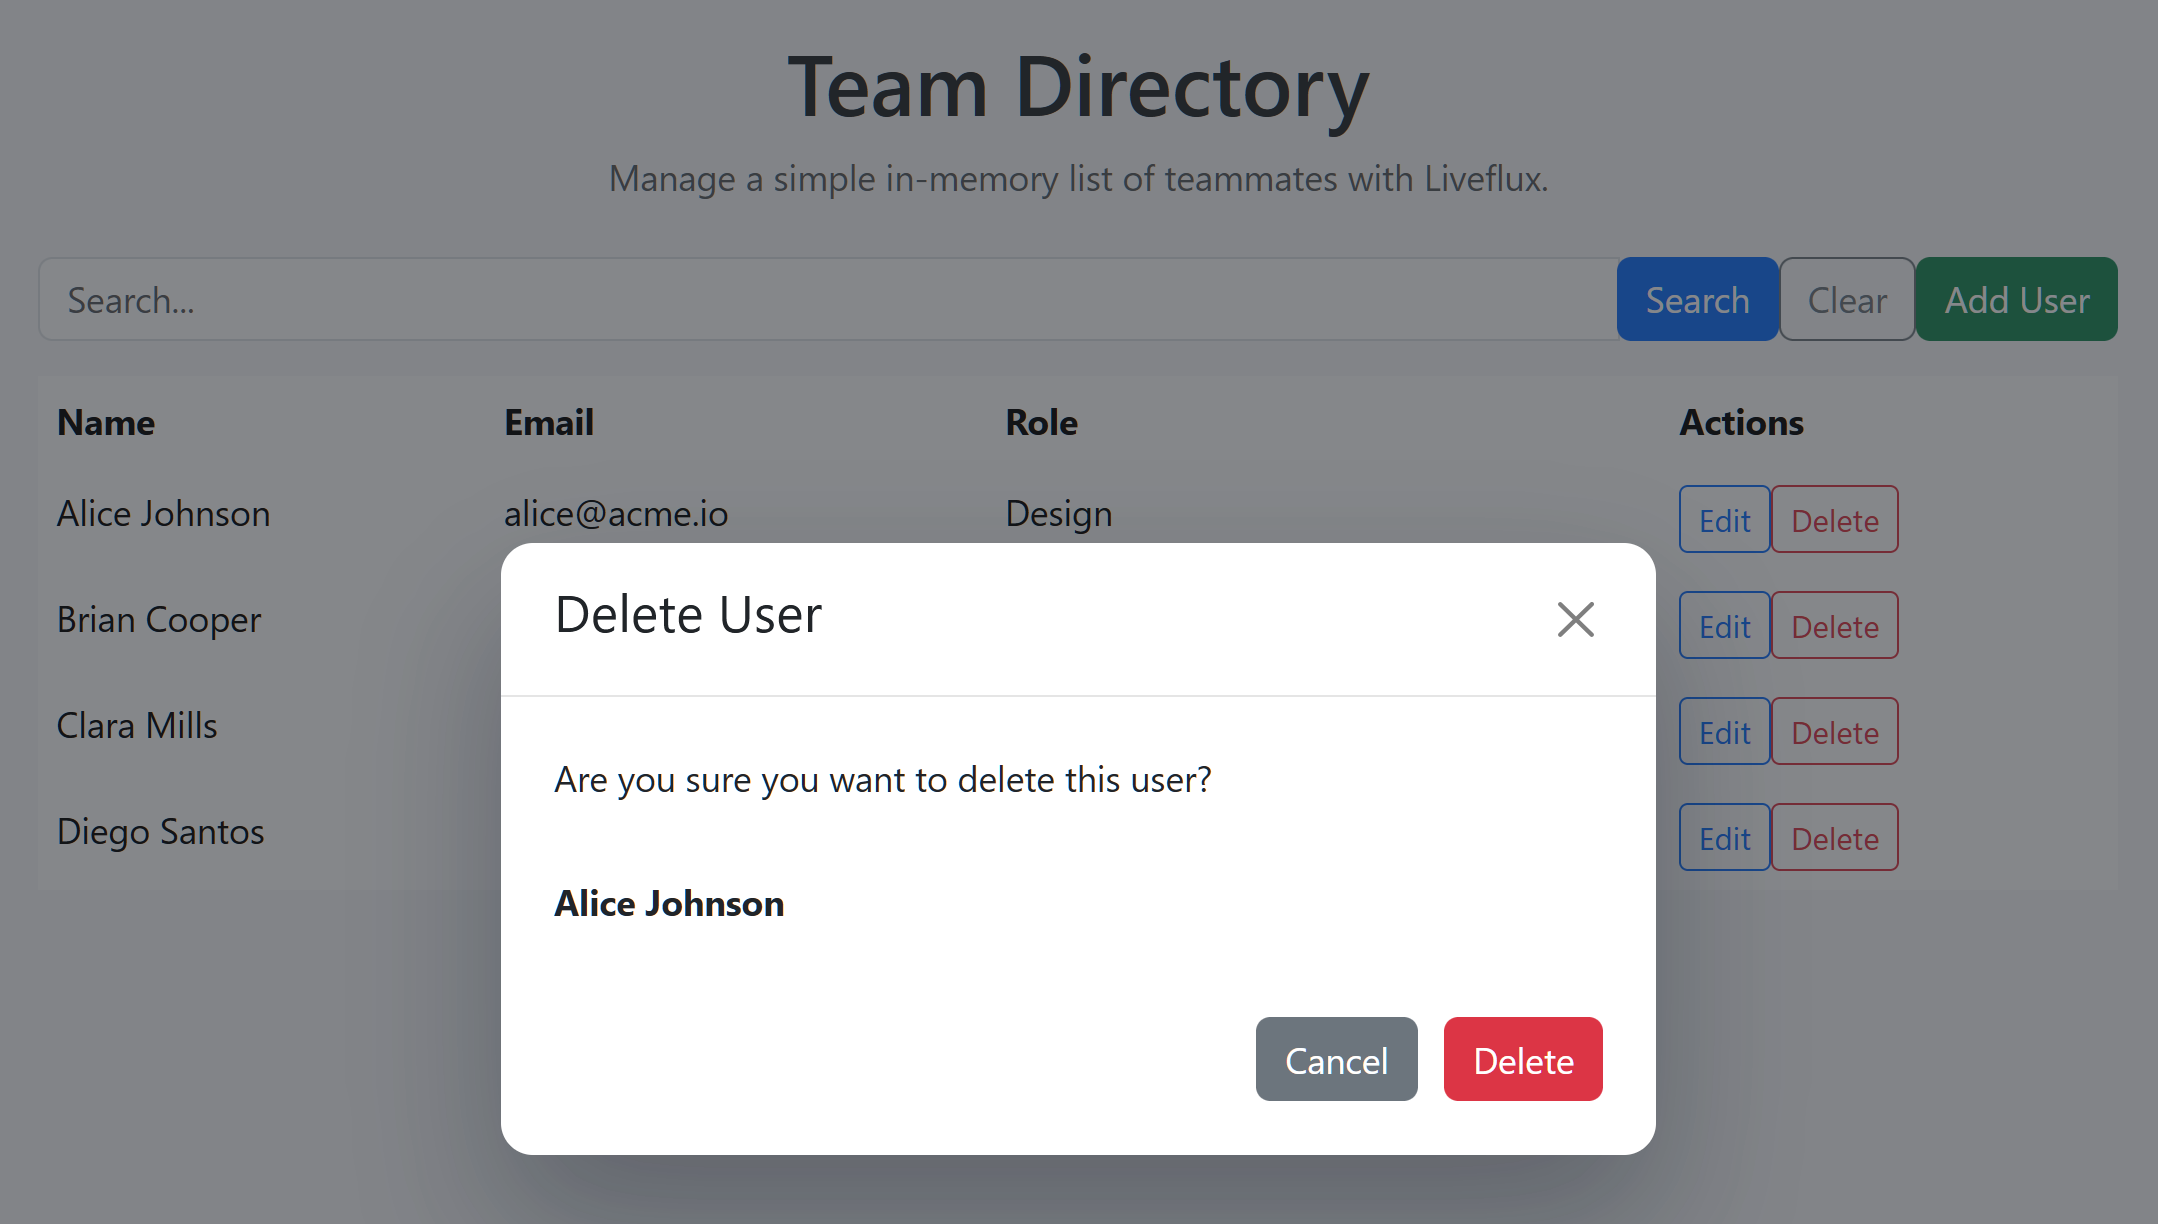 Team Directory
Manage a simple in-memory list of teammates with Liveflux.
Search... Search Clear Add User
Name Email Role Actions
Alice Johnson alice@acme.io Design Edit Delete
Brian Cooper Edit Delete
Clara Mills Edit Delete
Diego Santos Edit Delete
Delete User
Are you sure you want to delete this user?
Alice Johnson
Cancel Delete